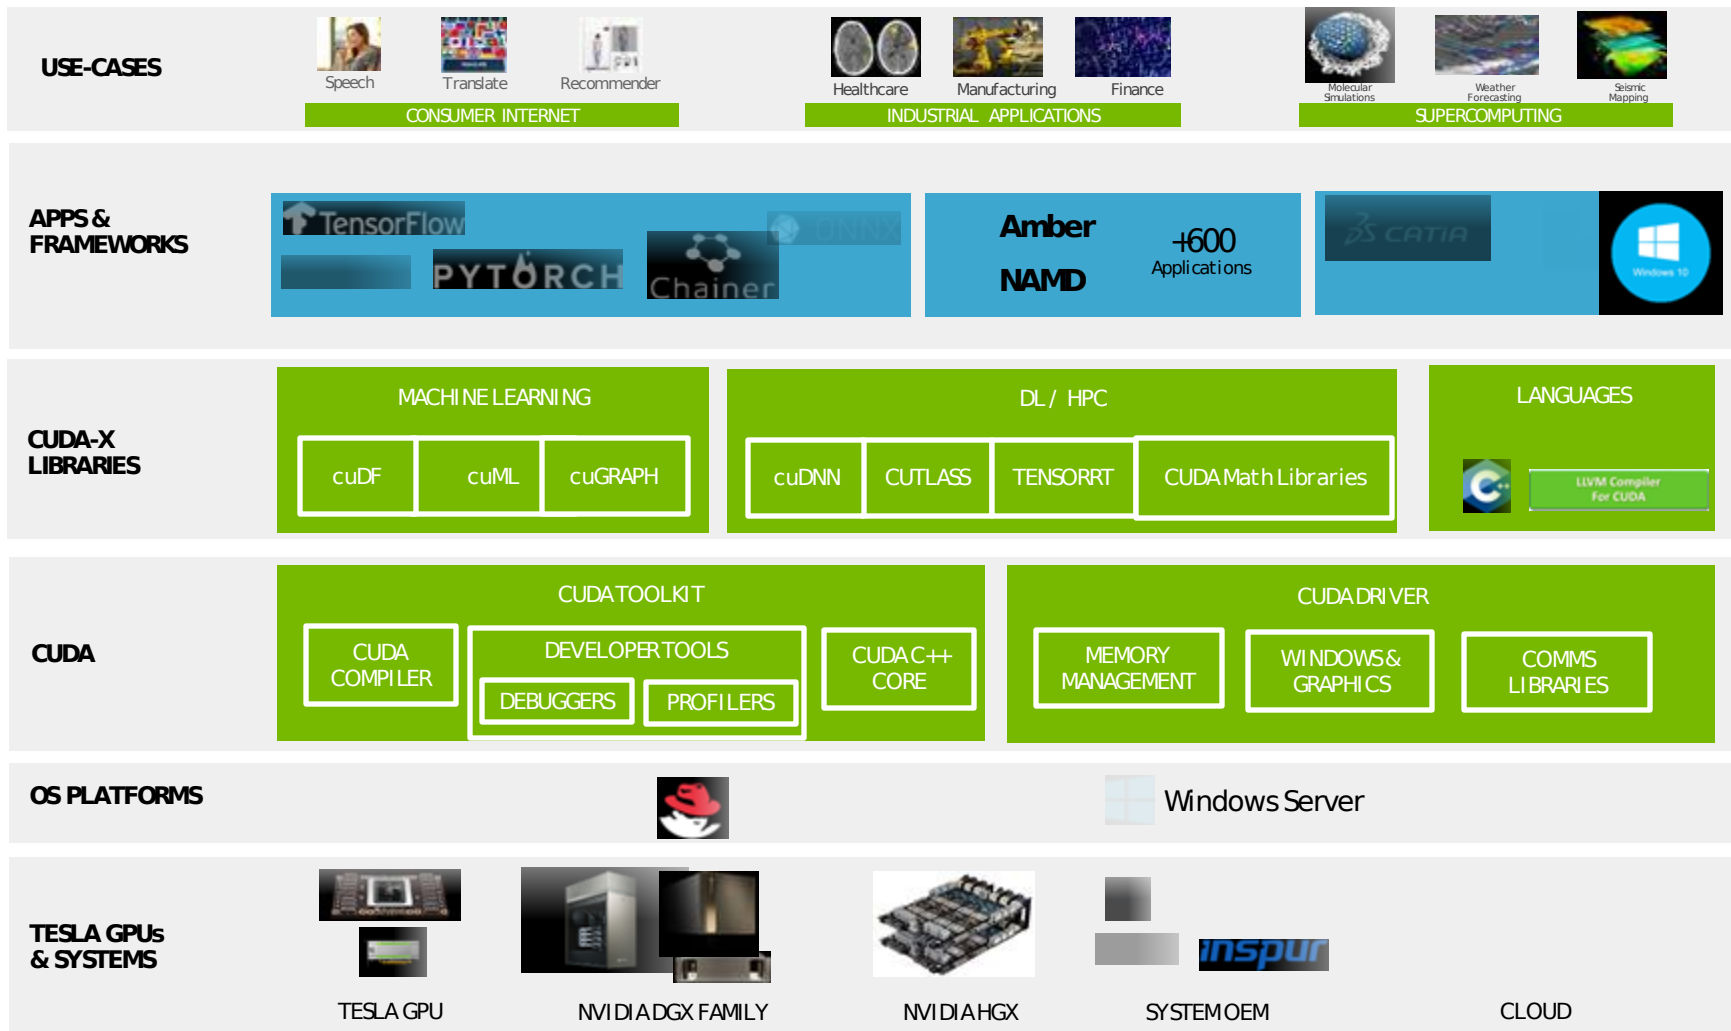 USE-CASES
Speech
Translate
Recommender
CONSUMER INTERNET
Healthcare
Manufacturing
Finance
INDUSTRIAL APPLICATIONS
Molecular
Simulations
Weather
Forecasting
Seismic
Mapping
SUPERCOMPUTING
APPS &
FRAMEWORKS
TensorFlow
PYTORCH
Chainer
ONNX
Amber
NAMD
+600
Applications
CATIA
Windows 10
CUDA-X
LIBRARIES
MACHINE LEARNING
cuDF
cuML
cuGRAPH
DL / HPC
cuDNN
CUTLASS
TENSORRT
CUDA Math Libraries
LANGUAGES
C++
LLVM Compiler
For CUDA
CUDA
CUDA TOOLKIT
CUDA
COMPILER
DEVELOPER TOOLS
DEBUGGERS
PROFILERS
CUDA C++
CORE
CUDA DRIVER
MEMORY
MANAGEMENT
WINDOWS &
GRAPHICS
COMMS
LIBRARIES
OS PLATFORMS
Windows Server
TESLA GPUs
& SYSTEMS
inspur
TESLA GPU
NVIDIA DGX FAMILY
NVIDIA HGX
SYSTEM OEM
CLOUD